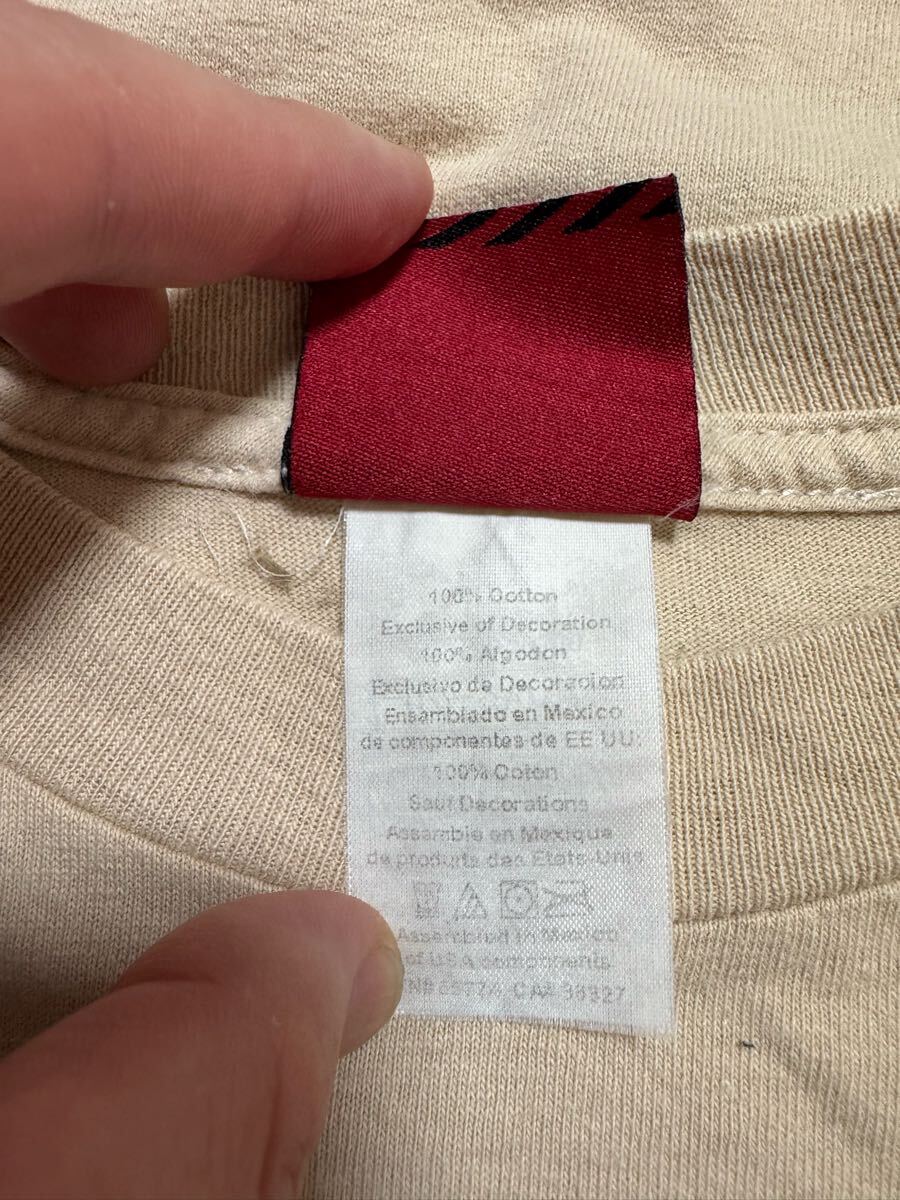 100% Cotton
Exclusive of Decoration
100% Algodon
Exclusivo de Decoracion
Ensamblado en Mexico
de componentes de EE UU:
100% Coton
Sauf Decorations
Assemble en Mexique
de produits des Etats-Unis
Assembled in Mexico
of USA components
CA# 36327